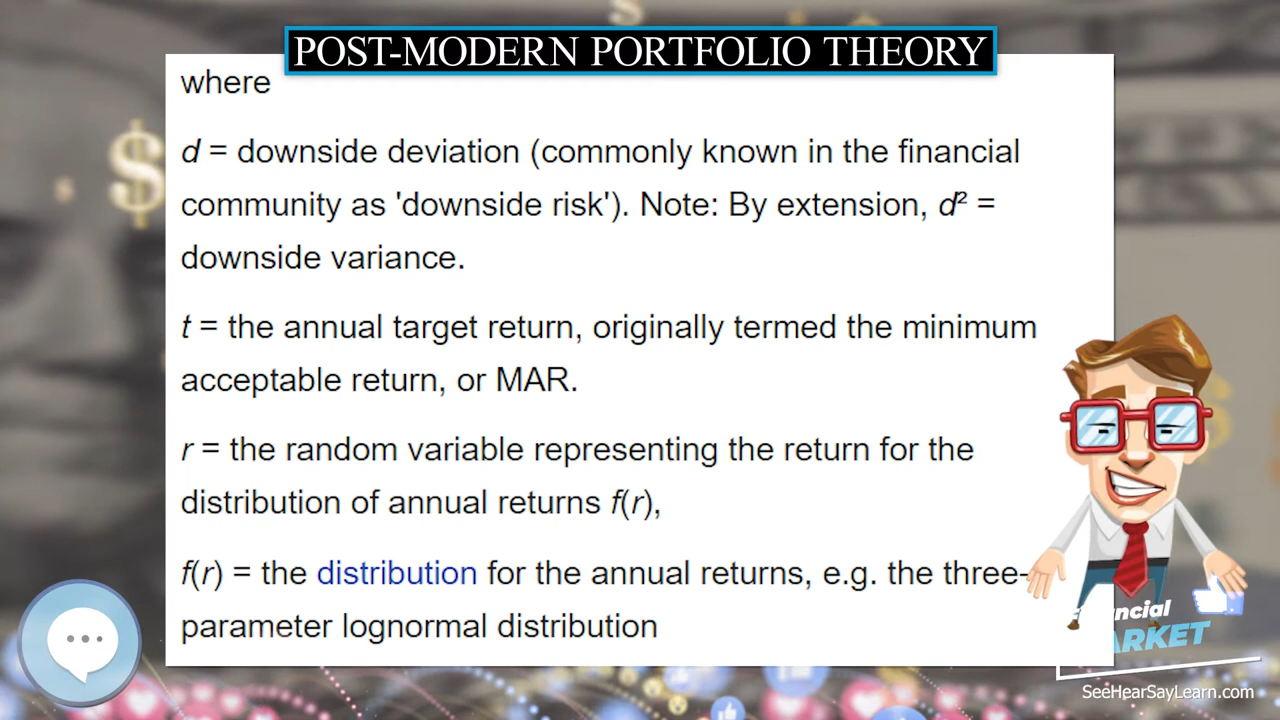 POST-MODERN PORTFOLIO THEORY
where
d = downside deviation (commonly known in the financial
community as 'downside risk'). Note: By extension, d² =
downside variance.
t = the annual target return, originally termed the minimum
acceptable return, or MAR.
r = the random variable representing the return for the
distribution of annual returns f(r),
f(r) = the distribution for the annual returns, e.g. the three-
parameter lognormal distribution
SeeHearSayLearn.com